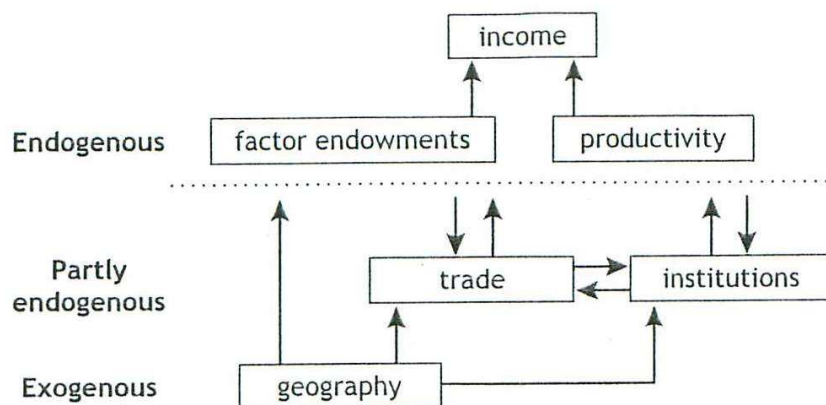 income
Endogenous
factor endowments
productivity
Partly
endogenous
trade
institutions
Exogenous
geography